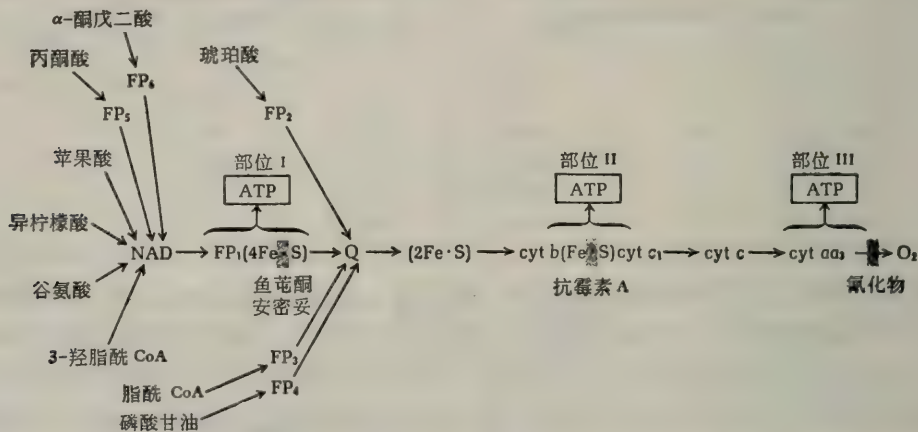 α-酮戊二酸
丙酮酸
琥珀酸
FP₆
FP₅
FP₂
苹果酸
部位 I
部位 II
部位 III
ATP
ATP
ATP
异柠檬酸
NAD → FP₁(4Fe·S) → Q → (2Fe·S) → cyt b(Fe·S)cyt c₁ → cyt c → cyt aa₃ → O₂
谷氨酸
鱼芚酮
安密妥
抗霉素 A
氰化物
3-羟脂酰 CoA
FP₃
脂酰 CoA
FP₄
磷酸甘油